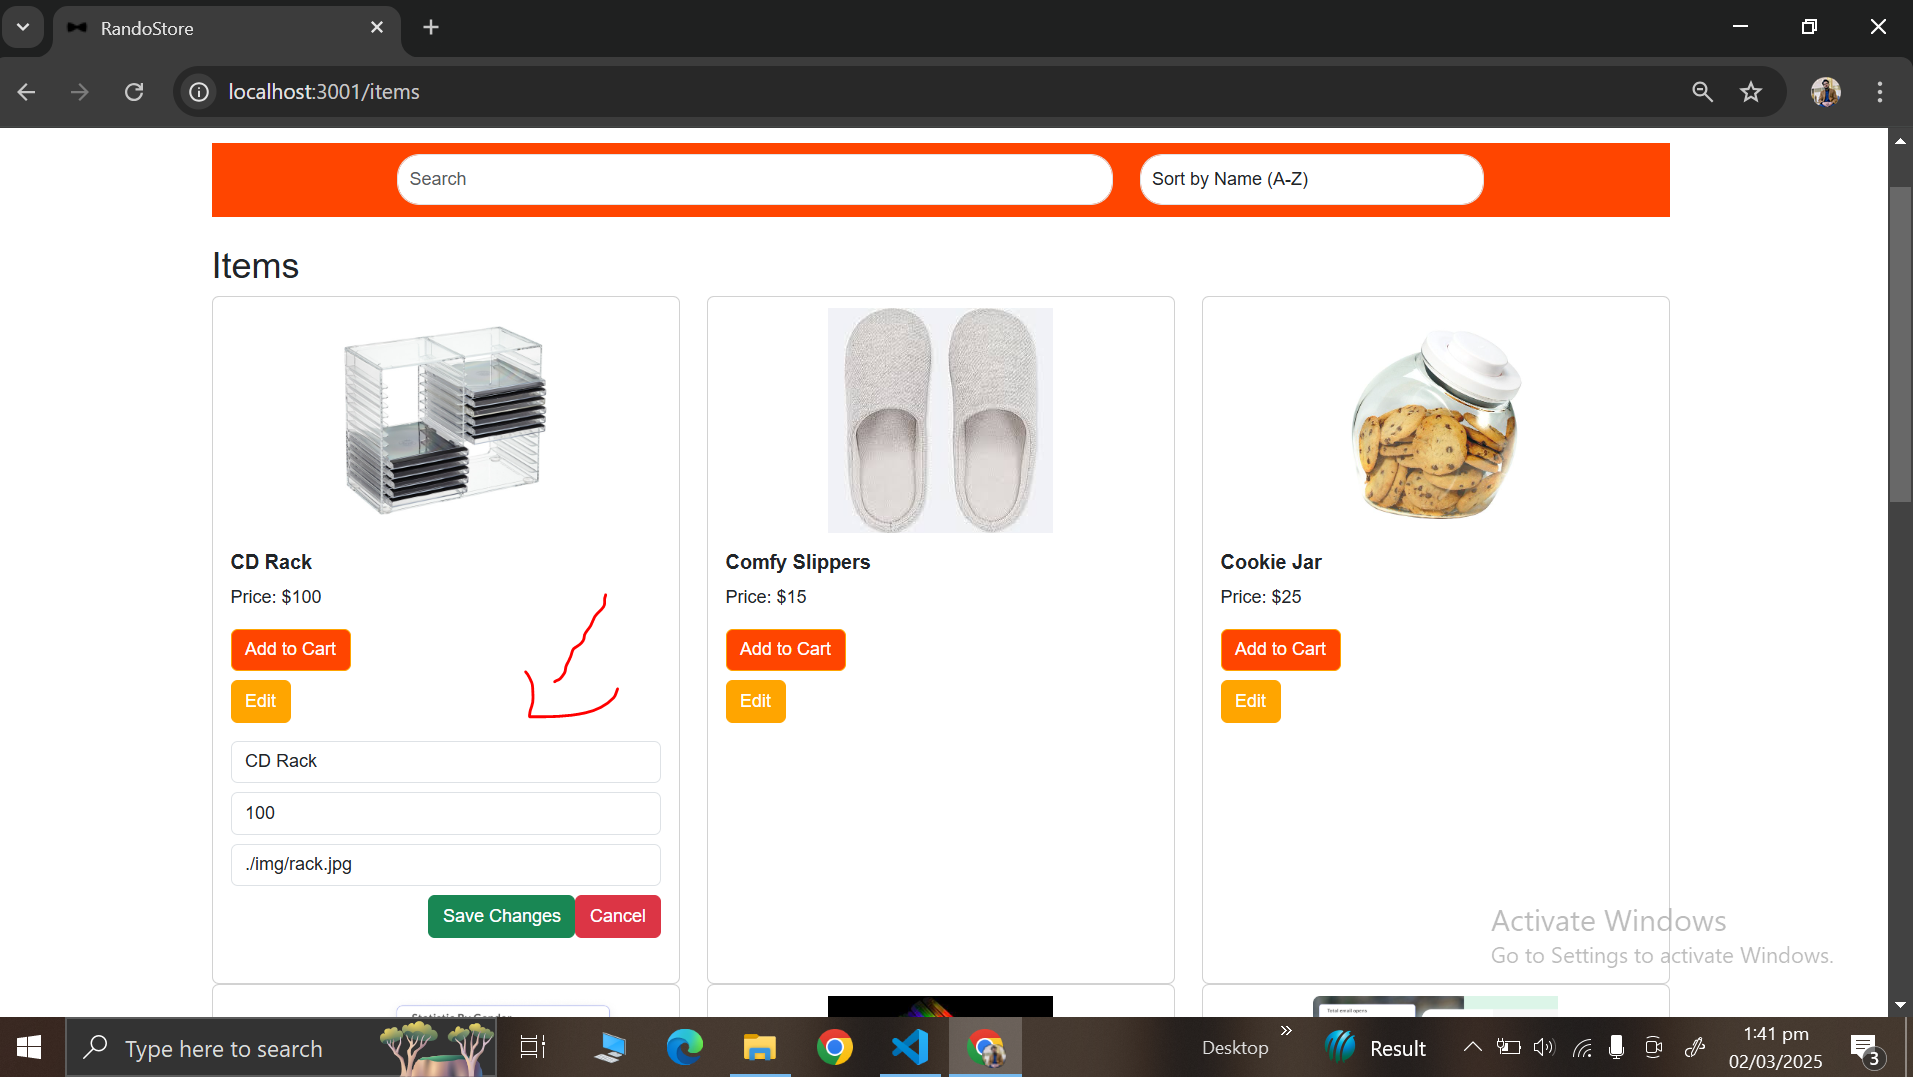 RandoStore
localhost:3001/items
Search
Sort by Name (A-Z)
Items
CD Rack
Price: $100
Add to Cart
Edit
CD Rack
100
./img/rack.jpg
Save Changes
Cancel
Comfy Slippers
Price: $15
Add to Cart
Edit
Cookie Jar
Price: $25
Add to Cart
Edit
Activate Windows
Go to Settings to activate Windows.
Total email opens
Type here to search
Desktop
Result
1:41 pm
02/03/2025
3